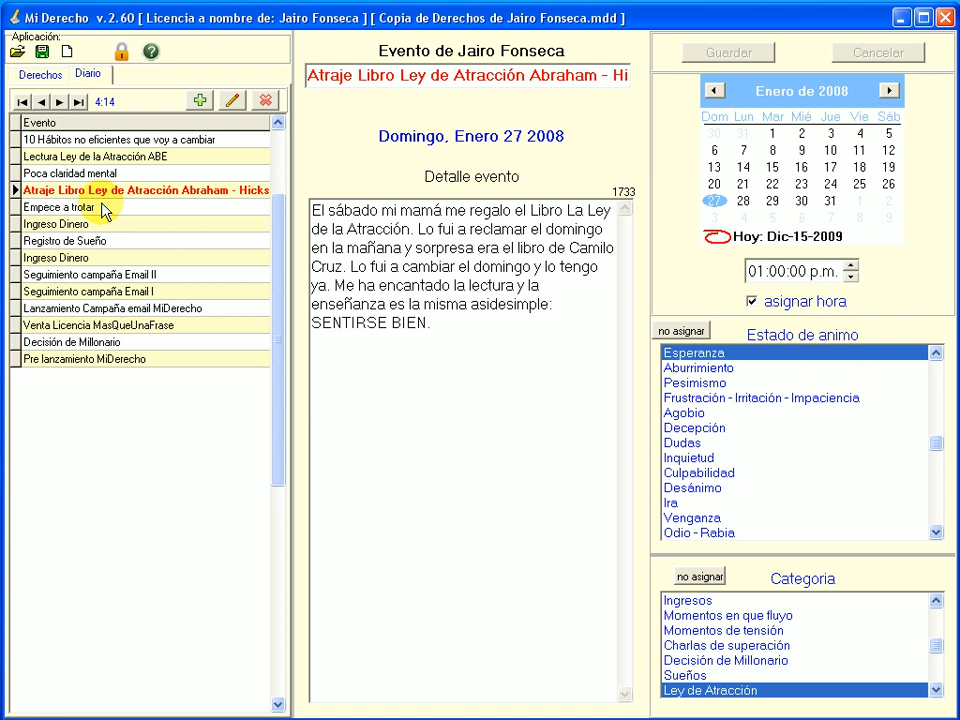 Mi Derecho v.2.60 [ Licencia a nombre de: Jairo Fonseca ] [ Copia de Derechos de Jairo Fonseca.mdd ]
Aplicación:
Derechos Diario
4:14
Evento
10 Hábitos no eficientes que voy a cambiar
Lectura Ley de la Atracción ABE
Poca claridad mental
Atraje Libro Ley de Atracción Abraham - Hicks
Empece a trotar
Ingreso Dinero
Registro de Sueño
Ingreso Dinero
Seguimiento campaña Email II
Seguimiento campaña Email I
Lanzamiento Campaña email MiDerecho
Venta Licencia MasQueUnaFrase
Decisión de Millonario
Pre lanzamiento MiDerecho
Evento de Jairo Fonseca
Atraje Libro Ley de Atracción Abraham - Hi
Domingo, Enero 27 2008
Detalle evento
1733
El sábado mi mamá me regalo el Libro La Ley
de la Atracción. Lo fui a reclamar el domingo
en la mañana y sorpresa era el libro de Camilo
Cruz. Lo fui a cambiar el domingo y lo tengo
ya. Me ha encantado la lectura y la
enseñanza es la misma asidesimple:
SENTIRSE BIEN.
Guardar Cancelar
Enero de 2008
Dom Lun Mar Mié Jue Vie Sáb
30 31 1 2 3 4 5
6 7 8 9 10 11 12
13 14 15 16 17 18 19
20 21 22 23 24 25 26
27 28 29 30 31 1 2
3 4 5 6 7 8 9
Hoy: Dic-15-2009
01:00:00 p.m.
asignar hora
no asignar Estado de animo
Esperanza
Aburrimiento
Pesimismo
Frustración - Irritación - Impaciencia
Agobio
Decepción
Dudas
Inquietud
Culpabilidad
Desánimo
Ira
Venganza
Odio - Rabia
no asignar Categoria
Ingresos
Momentos en que fluyo
Momentos de tensión
Charlas de superación
Decisión de Millonario
Sueños
Ley de Atracción